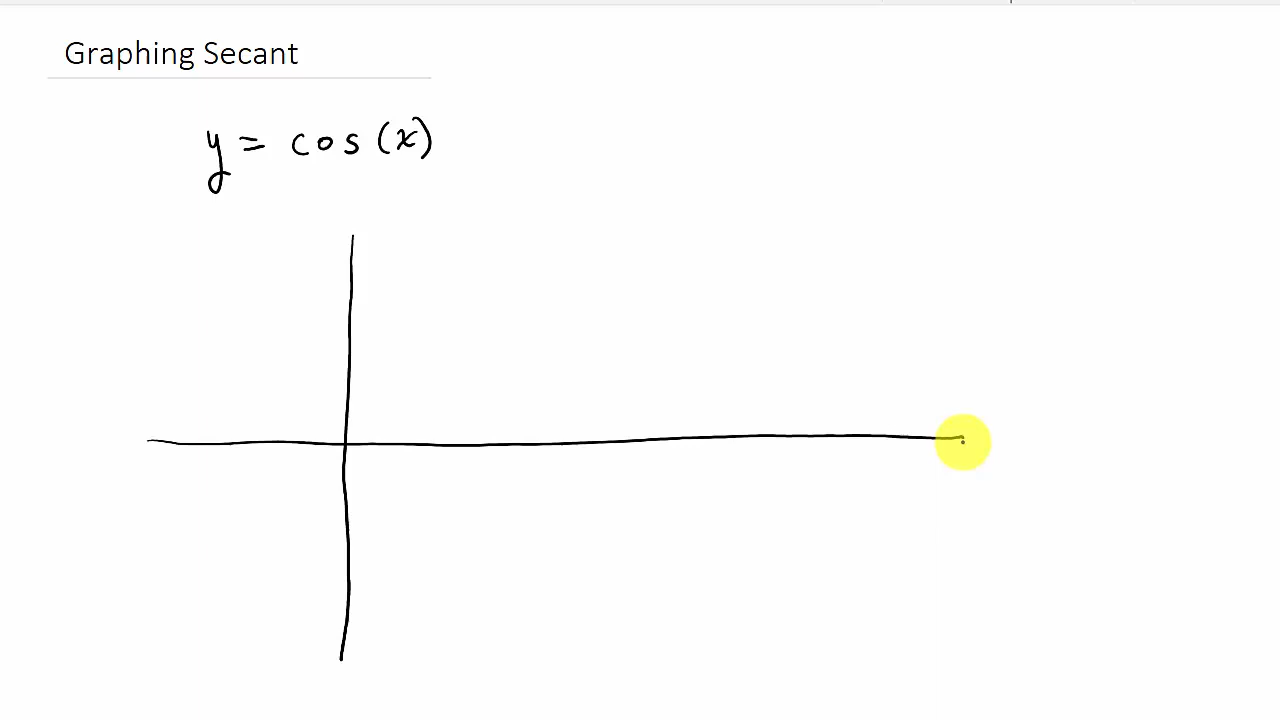 Graphing Secant
y = cos(x)